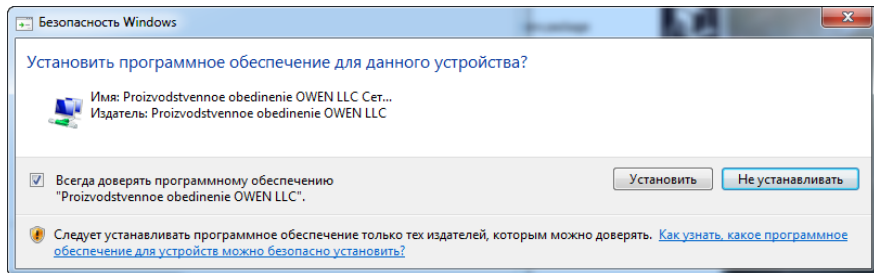 Безопасность Windows
Установить программное обеспечение для данного устройства?
Имя: Proizvodstvennoe obedinenie OWEN LLC Сет...
Издатель: Proizvodstvennoe obedinenie OWEN LLC
Всегда доверять программному обеспечению
"Proizvodstvennoe obedinenie OWEN LLC".
Установить
Не устанавливать
Следует устанавливать программное обеспечение только тех издателей, которым можно доверять. Как узнать, какое программное
обеспечение для устройств можно безопасно установить?